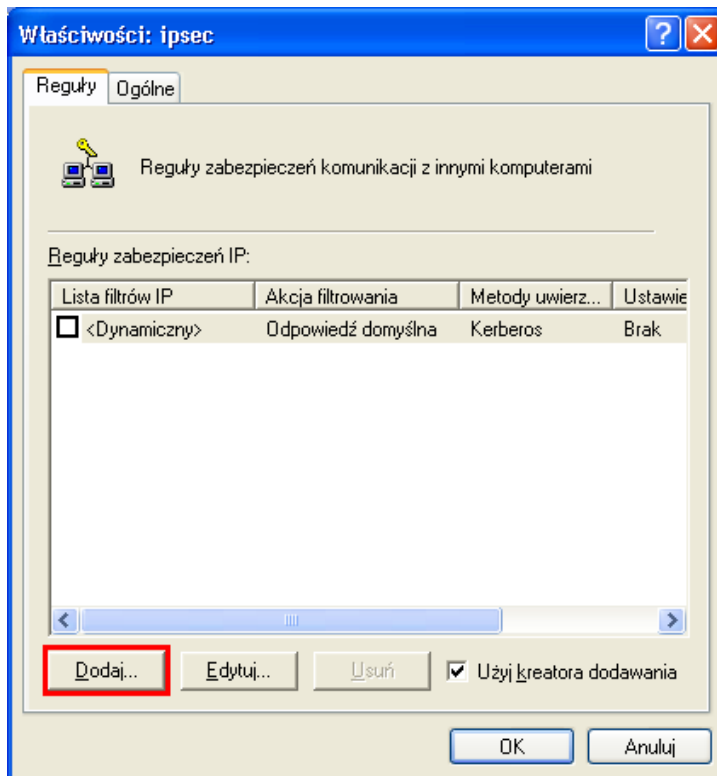 Właściwości: ipsec
Reguły Ogólne
Reguły zabezpieczeń komunikacji z innymi komputerami
Reguły zabezpieczeń IP:
Lista filtrów IP Akcja filtrowania Metody uwierz... Ustawie
<Dynamiczny> Odpowiedź domyślna Kerberos Brak
Dodaj... Edytuj... Usuń Użyj kreatora dodawania
OK Anuluj